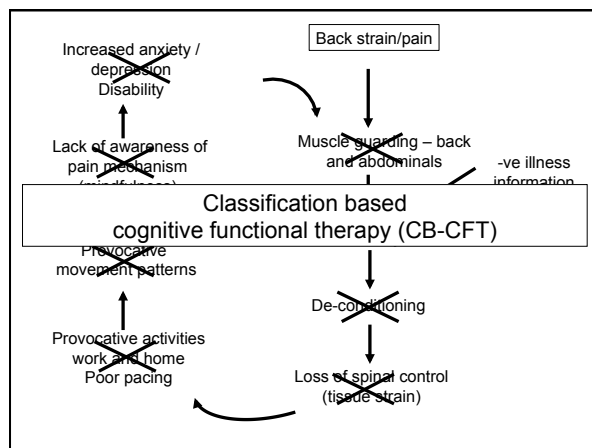 Increased anxiety /
depression
Disability
Back strain/pain
Lack of awareness of
pain mechanism
(mindfulness)
Muscle guarding – back
and abdominals
-ve illness
information
Classification based
cognitive functional therapy (CB-CFT)
Provocative
movement patterns
De-conditioning
Provocative activities
work and home
Poor pacing
Loss of spinal control
(tissue strain)